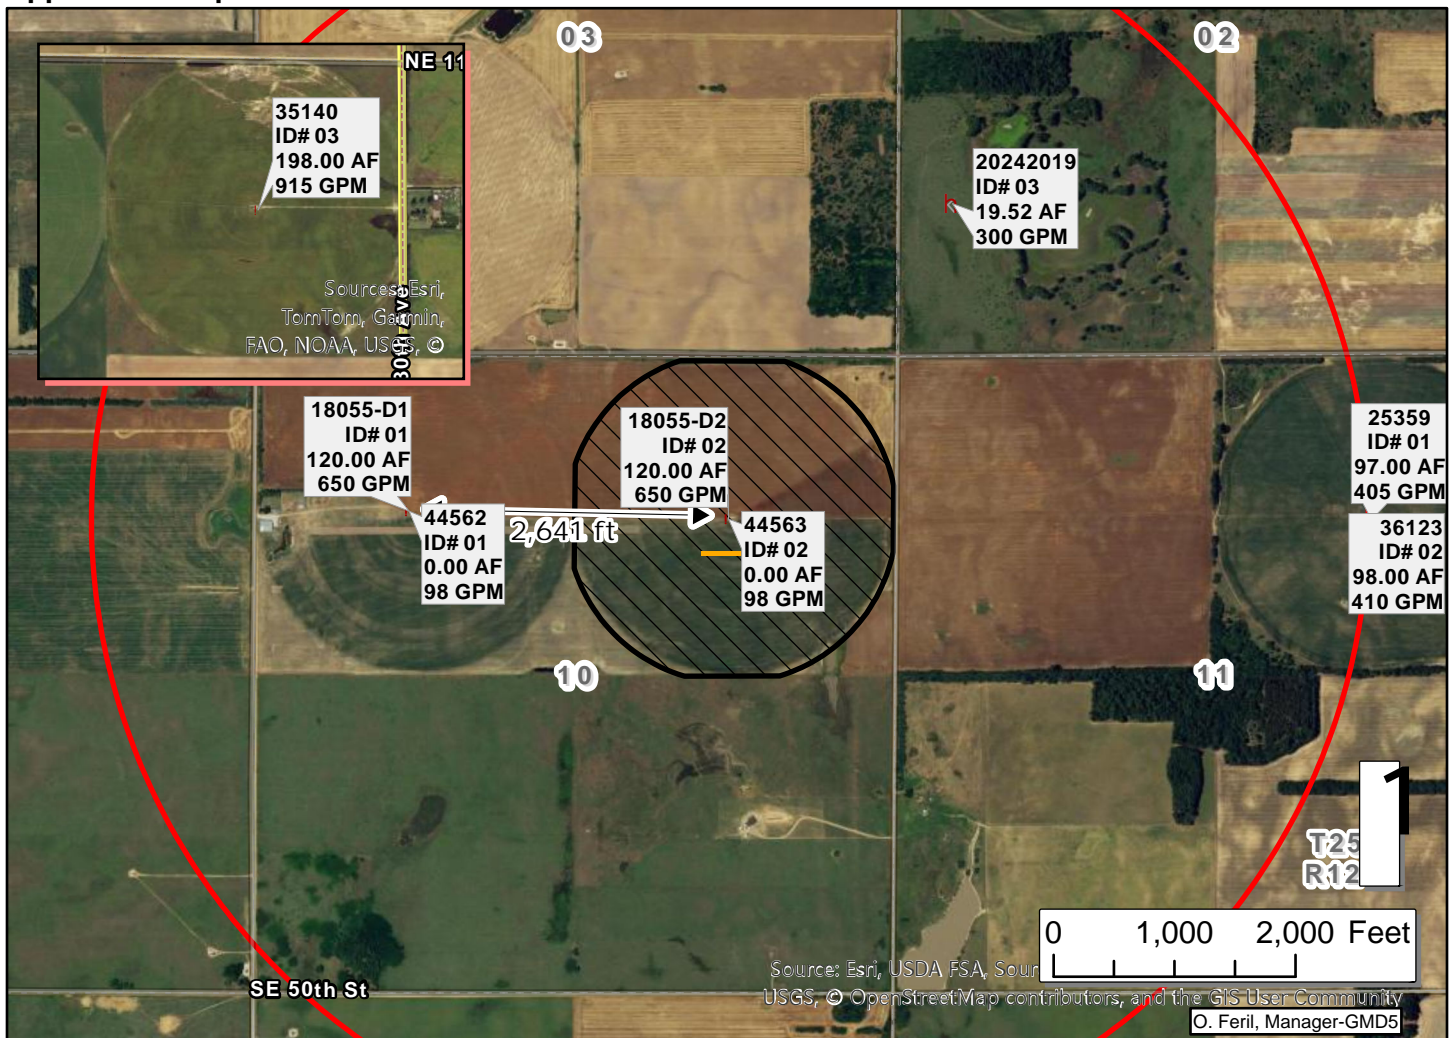 03
02
NE 11
35140
ID# 03
198.00 AF
915 GPM
Sources: Esri,
TomTom, Garmin,
FAO, NOAA, USGS, ©
30th Ave
20242019
ID# 03
19.52 AF
300 GPM
18055-D1
ID# 01
120.00 AF
650 GPM
18055-D2
ID# 02
120.00 AF
650 GPM
25359
ID# 01
97.00 AF
405 GPM
2,641 ft
44562
ID# 01
0.00 AF
98 GPM
44563
ID# 02
0.00 AF
98 GPM
36123
ID# 02
98.00 AF
410 GPM
10
11
1
T25
R12
0 1,000 2,000 Feet
Source: Esri, USDA FSA, Sour
USGS, © OpenStreetMap contributors, and the GIS User Community
SE 50th St
O. Feril, Manager-GMD5